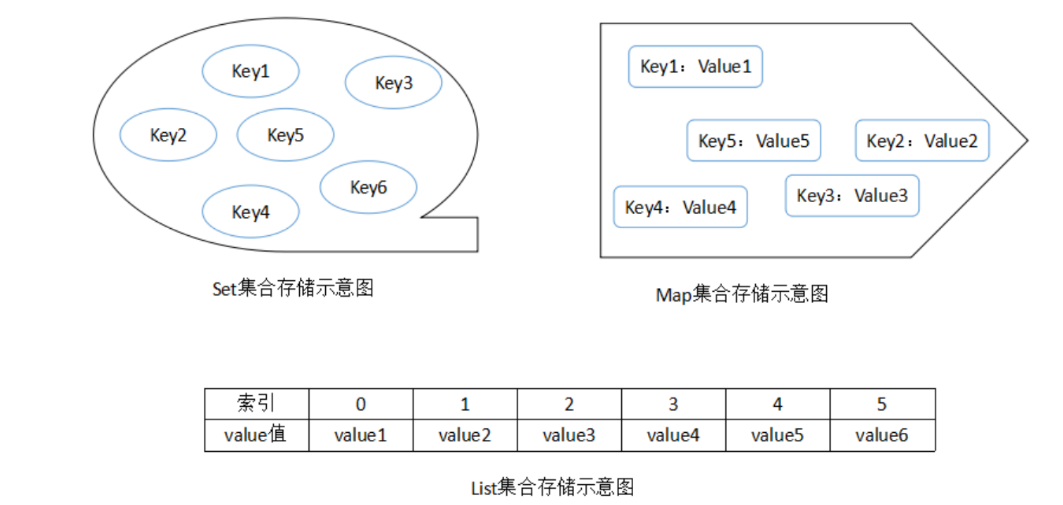 Key1
Key3
Key2
Key5
Key6
Key4
Set集合存储示意图
Key1：Value1
Key5：Value5
Key2：Value2
Key4：Value4
Key3：Value3
Map集合存储示意图
索引 0 1 2 3 4 5
value值 value1 value2 value3 value4 value5 value6
List集合存储示意图